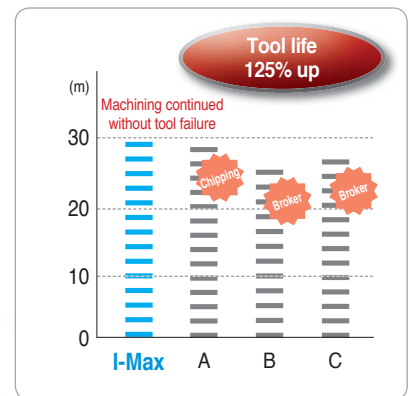 Tool life
125% up
(m)
Machining continued
without tool failure
30
Chipping
Broker
Broker
20
10
0
I-Max A B C